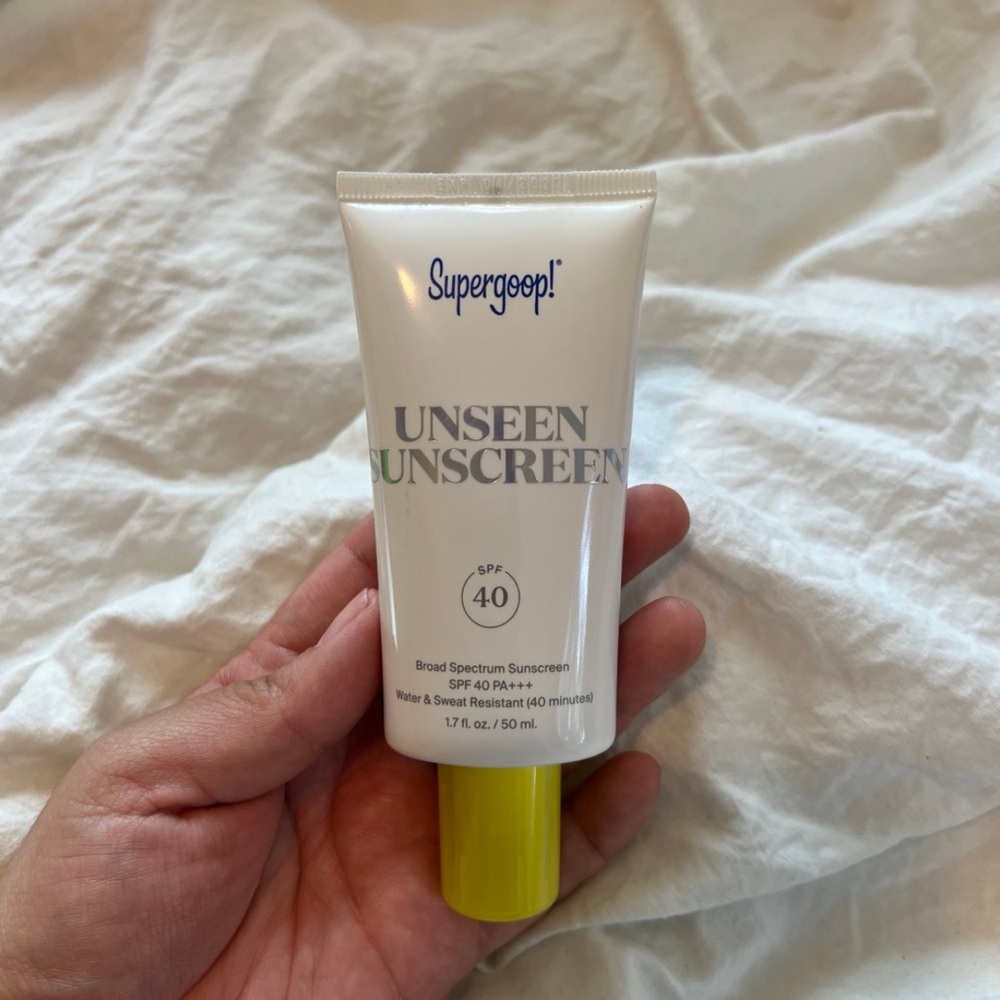 Supergoop!®
UNSEEN
SUNSCREEN
SPF
40
Broad Spectrum Sunscreen
SPF 40 PA+++
Water & Sweat Resistant (40 minutes)
1.7 fl. oz. / 50 ml.